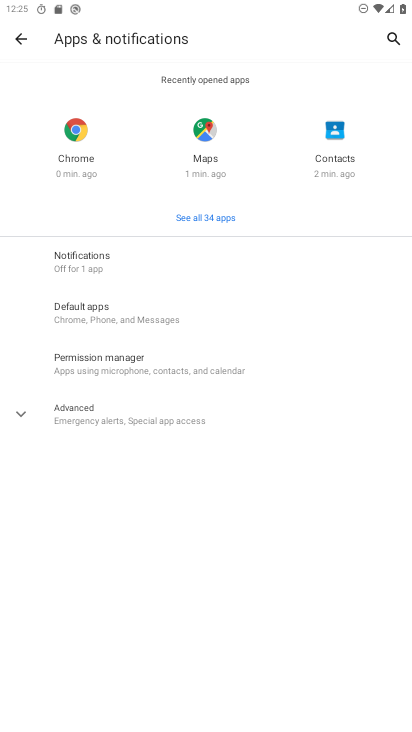 12:25
Apps & notifications
Recently opened apps
Chrome
Maps
Contacts
0 min. ago
1 min. ago
2 min. ago
See all 34 apps
Notifications
Off for 1 app
Default apps
Chrome, Phone, and Messages
Permission manager
Apps using microphone, contacts, and calendar
Advanced
Emergency alerts, Special app access